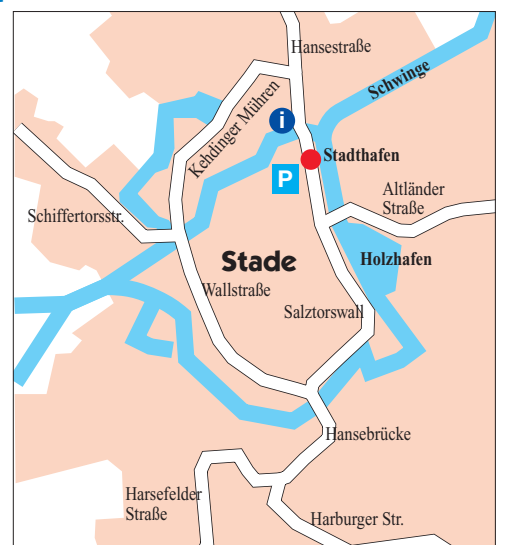 Hansestraße
Schwinge
Kehdinger Mühren
i
Stadthafen
P
Altländer
Straße
Schiffertorsstr.
Stade
Holzhafen
Wallstraße
Salztorswall
Hansebrücke
Harsefelder
Straße
Harburger Str.